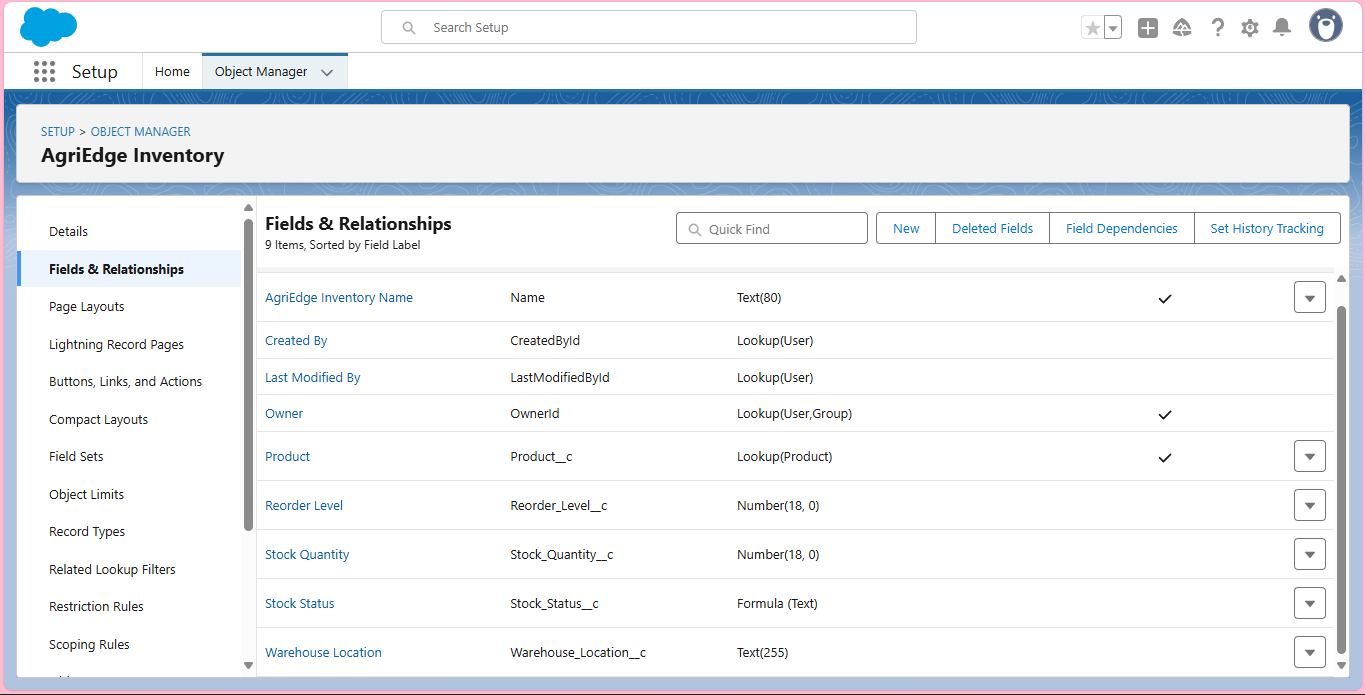 Search Setup
Setup
Home
Object Manager
SETUP > OBJECT MANAGER
AgriEdge Inventory
Details
Fields & Relationships
Page Layouts
Lightning Record Pages
Buttons, Links, and Actions
Compact Layouts
Field Sets
Object Limits
Record Types
Related Lookup Filters
Restriction Rules
Scoping Rules
Fields & Relationships
9 Items, Sorted by Field Label
Quick Find
New
Deleted Fields
Field Dependencies
Set History Tracking
AgriEdge Inventory Name Name Text(80)
Created By CreatedById Lookup(User)
Last Modified By LastModifiedById Lookup(User)
Owner OwnerId Lookup(User,Group)
Product Product__c Lookup(Product)
Reorder Level Reorder_Level__c Number(18, 0)
Stock Quantity Stock_Quantity__c Number(18, 0)
Stock Status Stock_Status__c Formula (Text)
Warehouse Location Warehouse_Location__c Text(255)